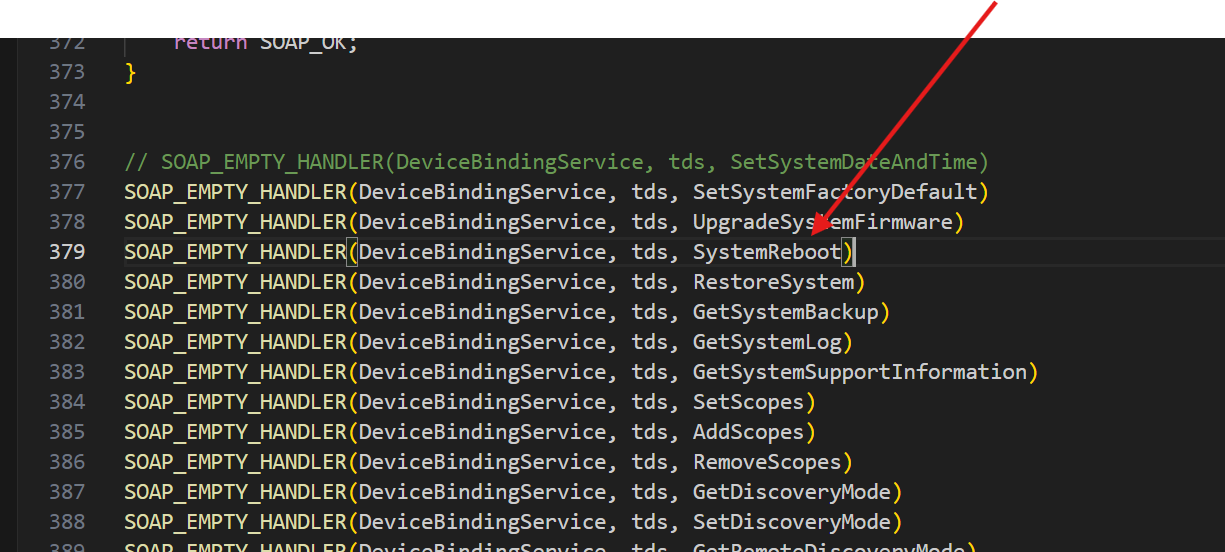 372 return SOAP_OK;
373 }
374
375
376 // SOAP_EMPTY_HANDLER(DeviceBindingService, tds, SetSystemDateAndTime)
377 SOAP_EMPTY_HANDLER(DeviceBindingService, tds, SetSystemFactoryDefault)
378 SOAP_EMPTY_HANDLER(DeviceBindingService, tds, UpgradeSystemFirmware)
379 SOAP_EMPTY_HANDLER(DeviceBindingService, tds, SystemReboot)
380 SOAP_EMPTY_HANDLER(DeviceBindingService, tds, RestoreSystem)
381 SOAP_EMPTY_HANDLER(DeviceBindingService, tds, GetSystemBackup)
382 SOAP_EMPTY_HANDLER(DeviceBindingService, tds, GetSystemLog)
383 SOAP_EMPTY_HANDLER(DeviceBindingService, tds, GetSystemSupportInformation)
384 SOAP_EMPTY_HANDLER(DeviceBindingService, tds, SetScopes)
385 SOAP_EMPTY_HANDLER(DeviceBindingService, tds, AddScopes)
386 SOAP_EMPTY_HANDLER(DeviceBindingService, tds, RemoveScopes)
387 SOAP_EMPTY_HANDLER(DeviceBindingService, tds, GetDiscoveryMode)
388 SOAP_EMPTY_HANDLER(DeviceBindingService, tds, SetDiscoveryMode)
389 SOAP_EMPTY_HANDLER(DeviceBindingService, tds, GetRemoteDiscoveryMode)